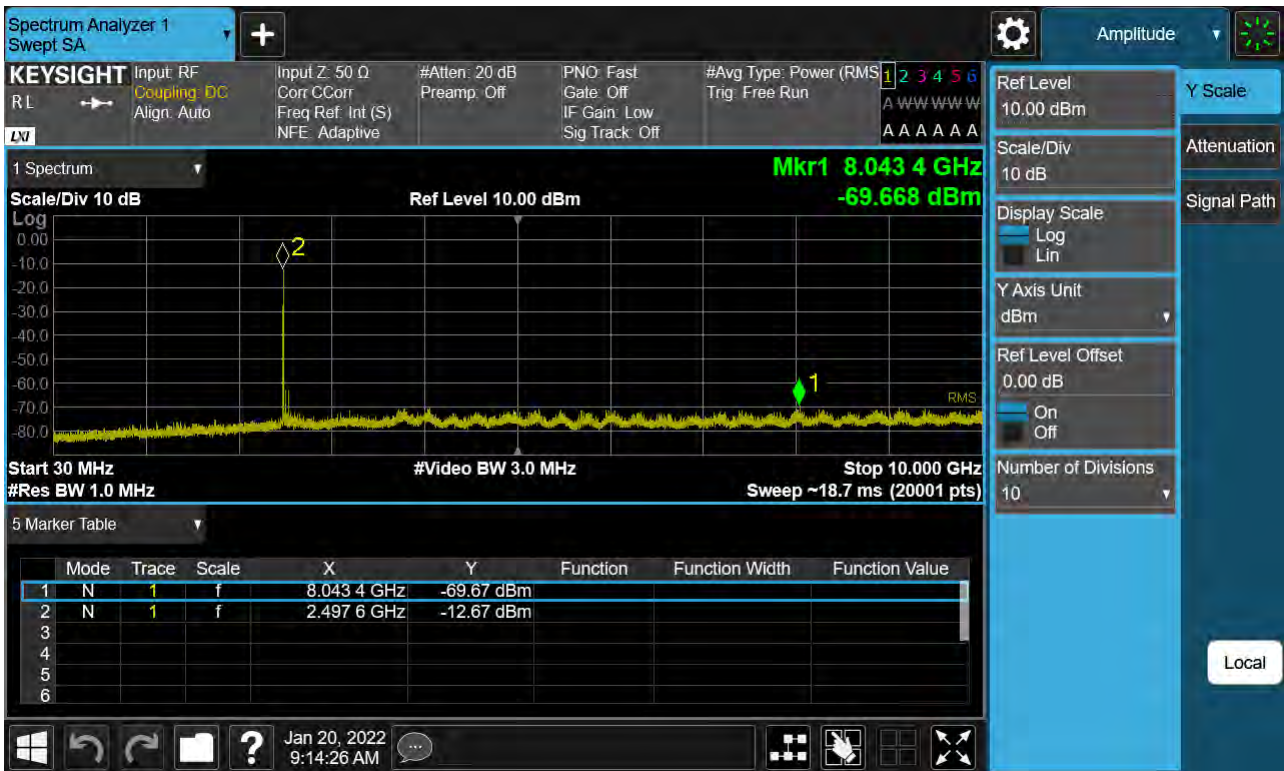 Spectrum Analyzer 1
Swept SA
Amplitude
KEYSIGHT
R L
LXI
Input: RF
Coupling: DC
Align: Auto
Input Z: 50 Ω
Corr CCorr
Freq Ref: Int (S)
NFE: Adaptive
#Atten: 20 dB
Preamp: Off
PNO: Fast
Gate: Off
IF Gain: Low
Sig Track: Off
#Avg Type: Power (RMS
Trig: Free Run
1 2 3 4 5 6
A W W W W W
A A A A A A
1 Spectrum
Mkr1 8.043 4 GHz
-69.668 dBm
Scale/Div 10 dB
Ref Level 10.00 dBm
Log
0.00
-10.0
-20.0
-30.0
-40.0
-50.0
-60.0
-70.0
-80.0
2
1
RMS
Start 30 MHz
#Video BW 3.0 MHz
Stop 10.000 GHz
#Res BW 1.0 MHz
Sweep ~18.7 ms (20001 pts)
5 Marker Table
Mode Trace Scale X Y Function Function Width Function Value
1 N 1 f 8.043 4 GHz -69.67 dBm
2 N 1 f 2.497 6 GHz -12.67 dBm
3
4
5
6
Ref Level
10.00 dBm
Scale/Div
10 dB
Display Scale
Log
Lin
Y Axis Unit
dBm
Ref Level Offset
0.00 dB
On
Off
Number of Divisions
10
Y Scale
Attenuation
Signal Path
Local
?
Jan 20, 2022
9:14:26 AM